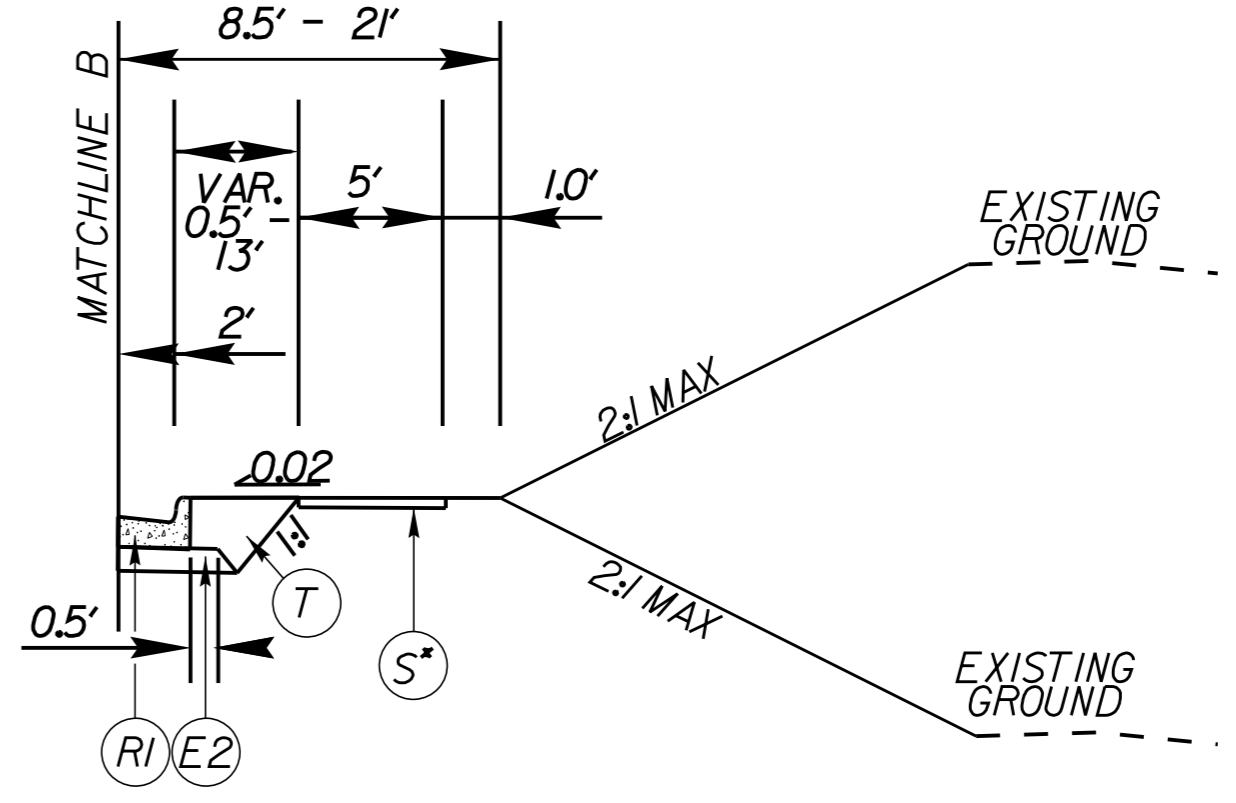 8.5' - 21'
MATCHLINE B
VAR.
0.5' -
13'
5'
1.0'
2'
EXISTING
GROUND
2:1 MAX
0.02
1:1
T
0.5'
2:1 MAX
S*
EXISTING
GROUND
R1
E2